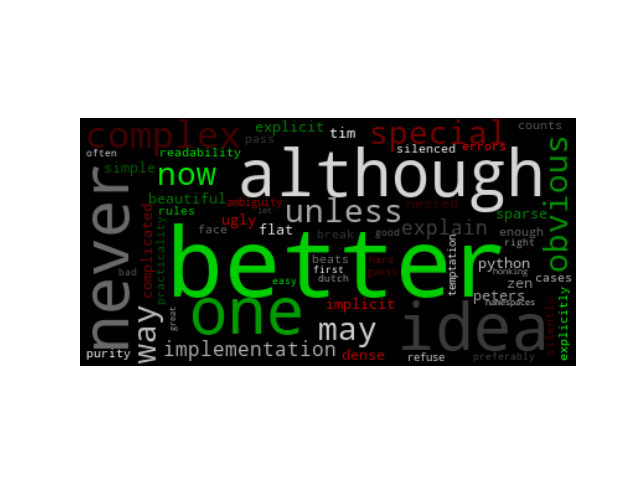 complex
explicit
tim
special
counts
pass
often
readability
silenced
errors
simple
now
although
obvious
never
beautiful
ambiguity
let
unless
nested
sparse
rules
ugly
face
flat
break
good
explain
enough
right
complicated
practicality
better
temptation
bad
beats
hard
first
guess
dutch
easy
python
honking
cases
zen
peters
namespaces
one
implicit
idea
great
way
may
silently
explicitly
purity
implementation
dense
refuse
preferably